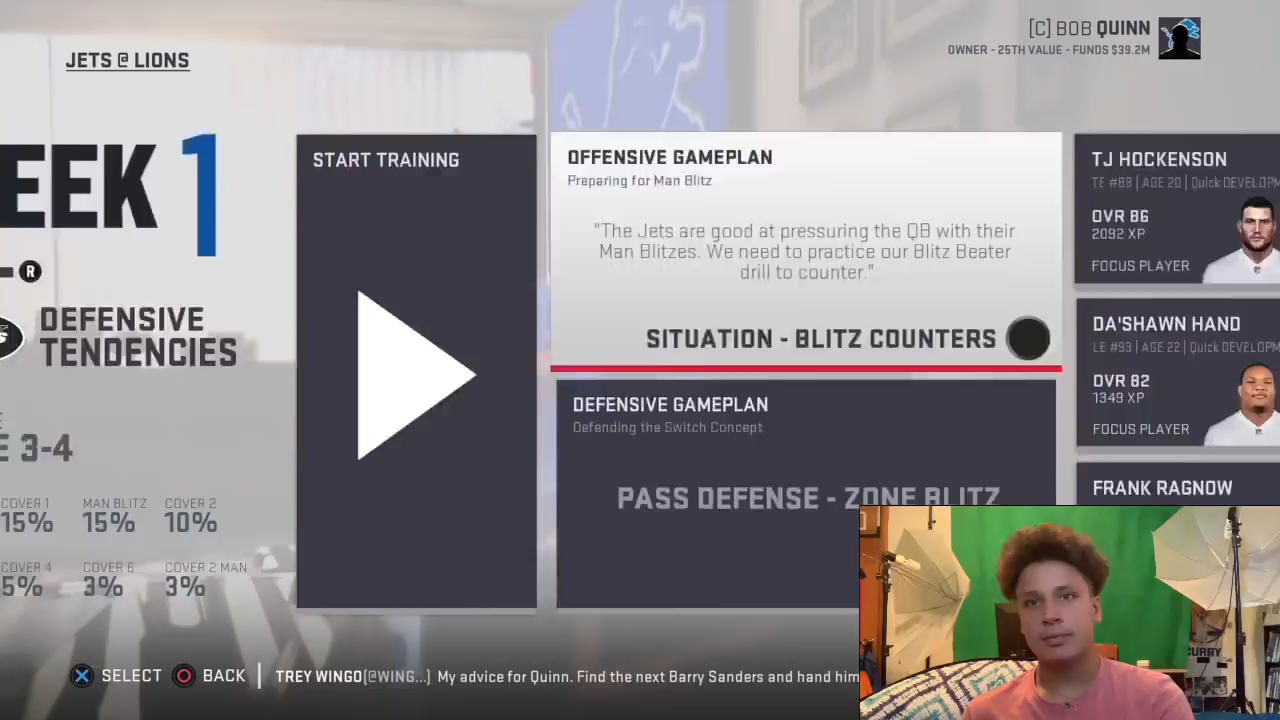 [C] BOB QUINN
OWNER - 25TH VALUE - FUNDS $39.2M
JETS @ LIONS
EEK 1
R
DEFENSIVE
TENDENCIES
E 3-4
COVER 1 MAN BLITZ COVER 2
15% 15% 10%
COVER 4 COVER 6 COVER 2 MAN
5% 3% 3%
START TRAINING
OFFENSIVE GAMEPLAN
Preparing for Man Blitz
"The Jets are good at pressuring the QB with their
Man Blitzes. We need to practice our Blitz Beater
drill to counter."
SITUATION - BLITZ COUNTERS
DEFENSIVE GAMEPLAN
Defending the Switch Concept
PASS DEFENSE - ZONE BLITZ
TJ HOCKENSON
TE #88 | AGE 20 | Quick DEVELOPM
OVR 86
2092 XP
FOCUS PLAYER
DA'SHAWN HAND
LE #93 | AGE 22 | Quick DEVELOPM
OVR 82
1349 XP
FOCUS PLAYER
FRANK RAGNOW
CURRY
SELECT BACK TREY WINGO(@WING...) My advice for Quinn. Find the next Barry Sanders and hand him